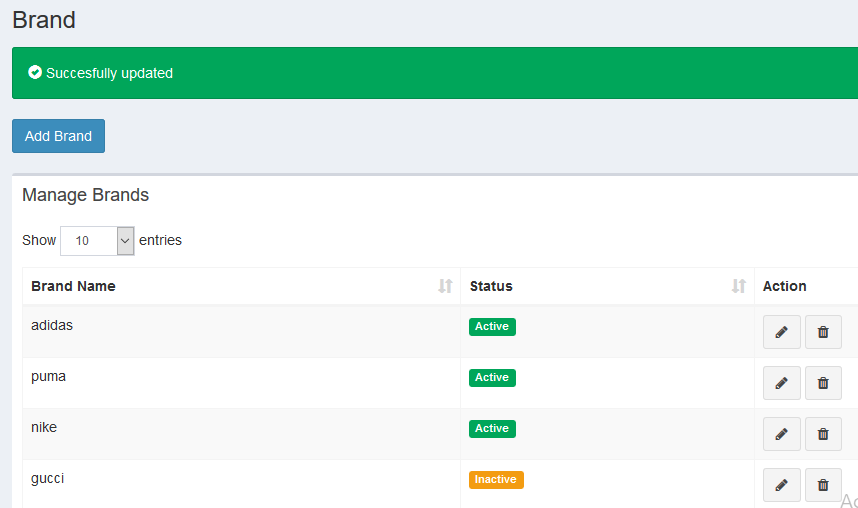 Brand
Succesfully updated
Add Brand
Manage Brands
Show 10 entries
Brand Name Status Action
adidas Active
puma Active
nike Active
gucci Inactive